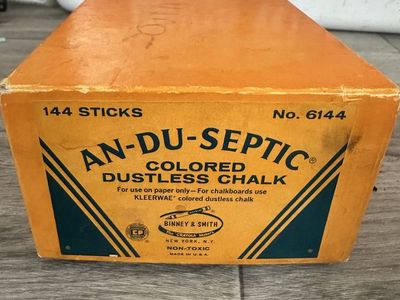 144 STICKS No. 6144
AN-DU-SEPTIC®
COLORED
DUSTLESS CHALK
For use on paper only—For chalkboards use
KLEERWAE® colored dustless chalk
BINNEY & SMITH
NEW YORK, N.Y.
NON-TOXIC
MADE IN U.S.A.
CP